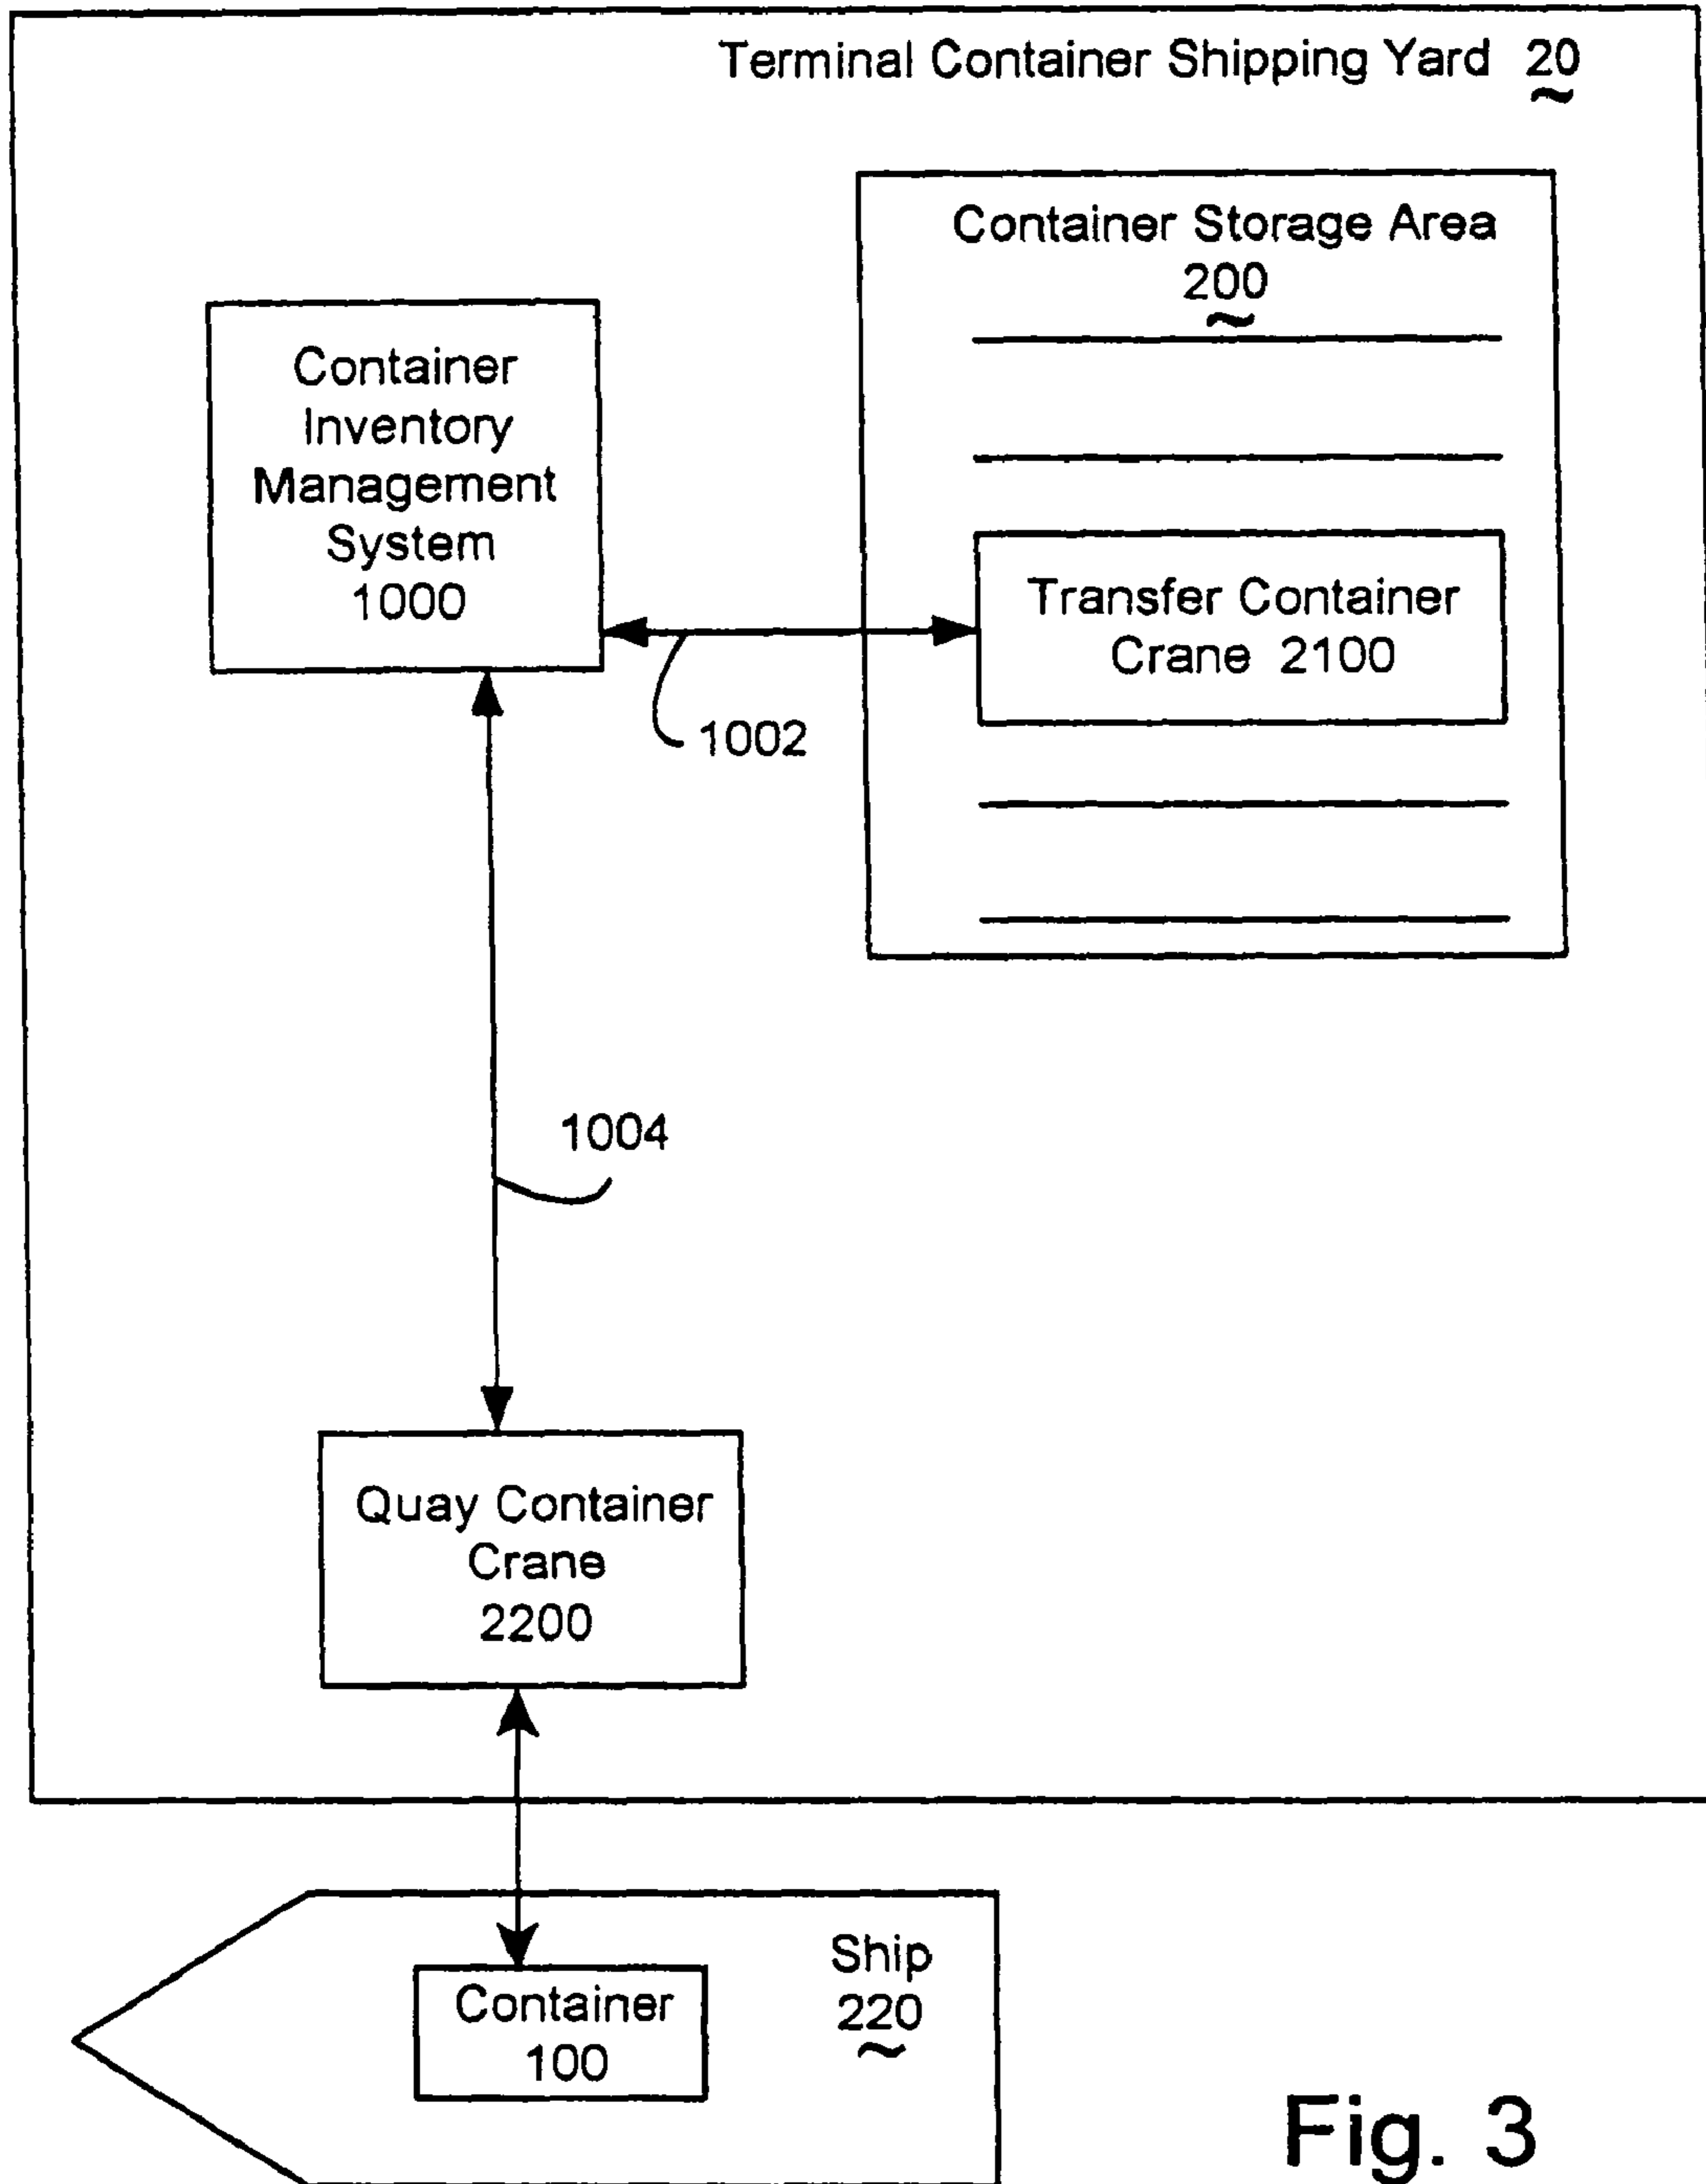 Terminal Container Shipping Yard 20
Container Storage Area
200
Container
Inventory
Management
System
1000
Transfer Container
Crane 2100
1002
1004
Quay Container
Crane
2200
Ship
220
Container
100
Fig. 3